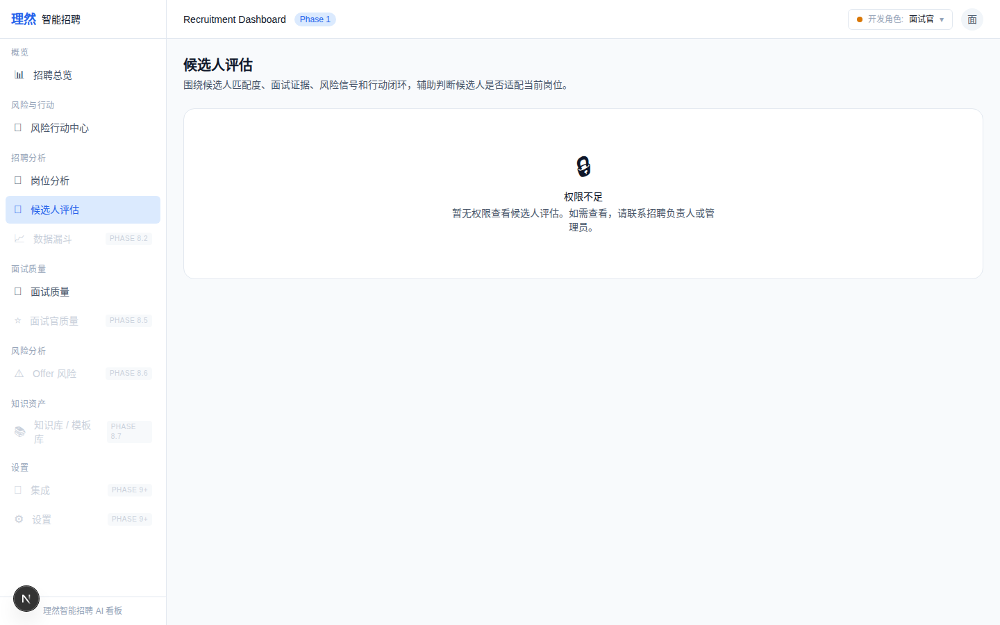 理然 智能招聘
Recruitment Dashboard Phase 1
开发角色: 面试官 ▾
面
概览
招聘总览
风险与行动
风险行动中心
招聘分析
岗位分析
候选人评估
数据漏斗 PHASE 8.2
面试质量
面试质量
面试官质量 PHASE 8.5
风险分析
Offer 风险 PHASE 8.6
知识资产
知识库 / 模板
库
PHASE
8.7
设置
集成 PHASE 9+
设置 PHASE 9+
N
理然智能招聘 AI 看板
候选人评估
围绕候选人匹配度、面试证据、风险信号和行动闭环，辅助判断候选人是否适配当前岗位。
权限不足
暂无权限查看候选人评估。如需查看，请联系招聘负责人或管
理员。